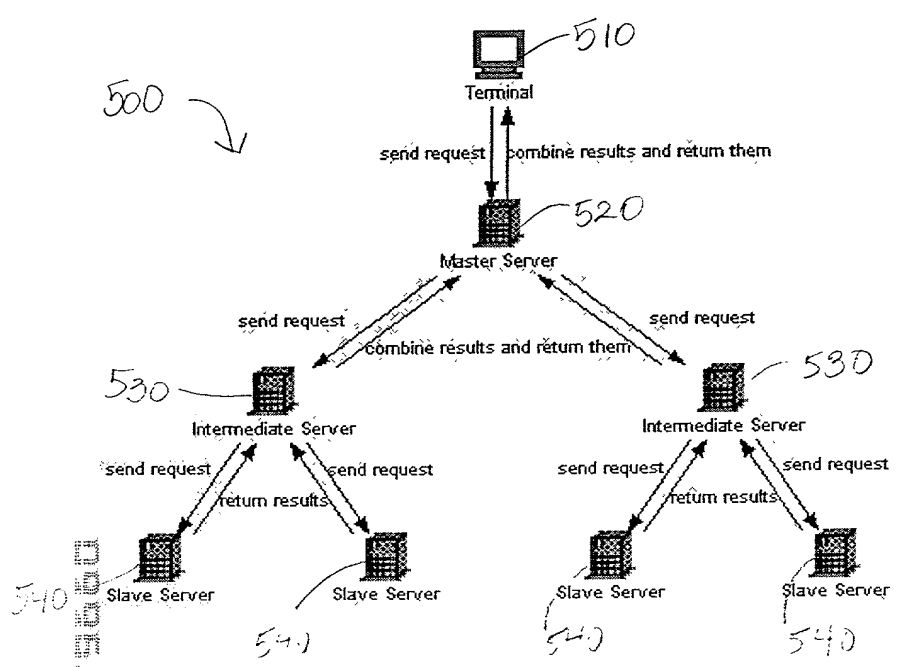 510
Terminal
500
send request
combine results and return them
520
Master Server
send request
send request
combine results and return them
530
530
Intermediate Server
Intermediate Server
send request
send request
send request
send request
return results
return results
540
Slave Server
Slave Server
Slave Server
Slave Server
540
540
540